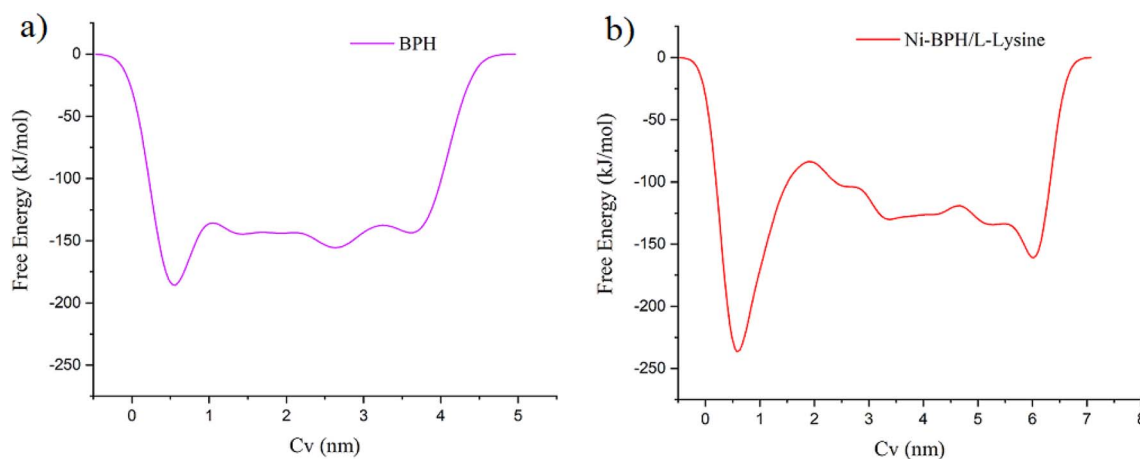 a)
BPH
Free Energy (kJ/mol)
0
-50
-100
-150
-200
-250
0 1 2 3 4 5
Cv (nm)
b)
Ni-BPH/L-Lysine
Free Energy (kJ/mol)
0
-50
-100
-150
-200
-250
0 1 2 3 4 5 6 7 8
Cv (nm)